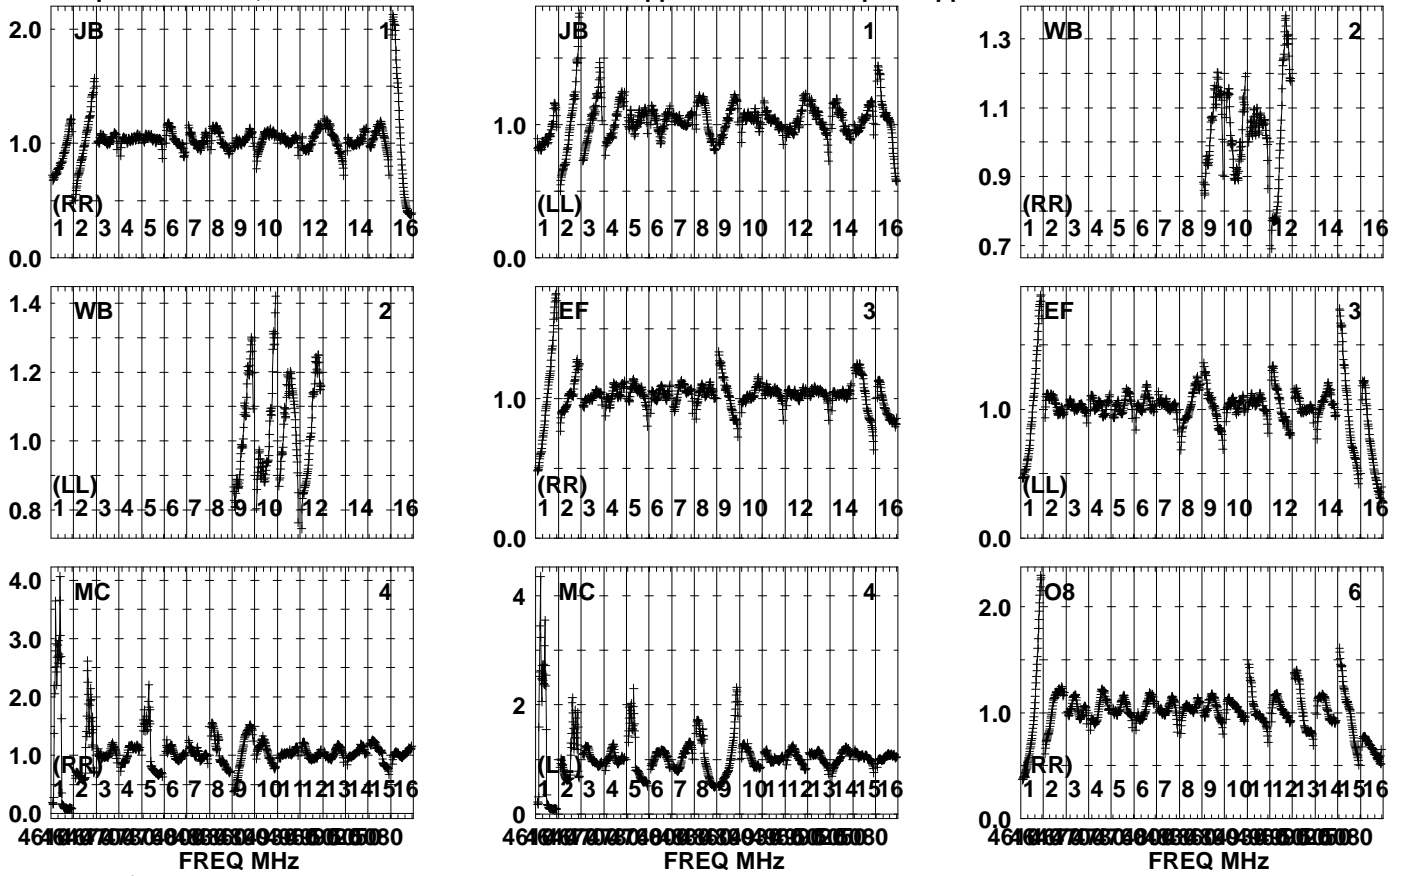 2.0 JB 1
1.0
(RR)
1 2 3 4 5 6 7 8 9 10 12 14 16
0.0
JB 1
1.0
(LL)
1 2 3 4 5 6 7 8 9 10 12 14 16
0.0
1.3 WB 2
1.1
0.9
(RR)
1 2 3 4 5 6 7 8 9 10 12 14 16
0.7
1.4 WB 2
1.2
1.0
(LL)
0.8 1 2 3 4 5 6 7 8 9 10 12 14 16
EF 3
1.0
(RR)
1 2 3 4 5 6 7 8 9 10 12 14 16
0.0
EF 3
1.0
(LL)
1 2 3 4 5 6 7 8 9 10 12 14 16
0.0
4.0 MC 4
3.0
2.0
1.0
(RR)
1 2 3 4 5 6 7 8 9 10 11 12 13 14 15 16
0.0
FREQ MHz
4 MC 4
2
(LL)
1 2 3 4 5 6 7 8 9 10 11 12 13 14 15 16
0
FREQ MHz
O8 6
2.0
1.0
(RR)
1 2 3 4 5 6 7 8 9 10 11 12 13 14 15 16
0.0
FREQ MHz